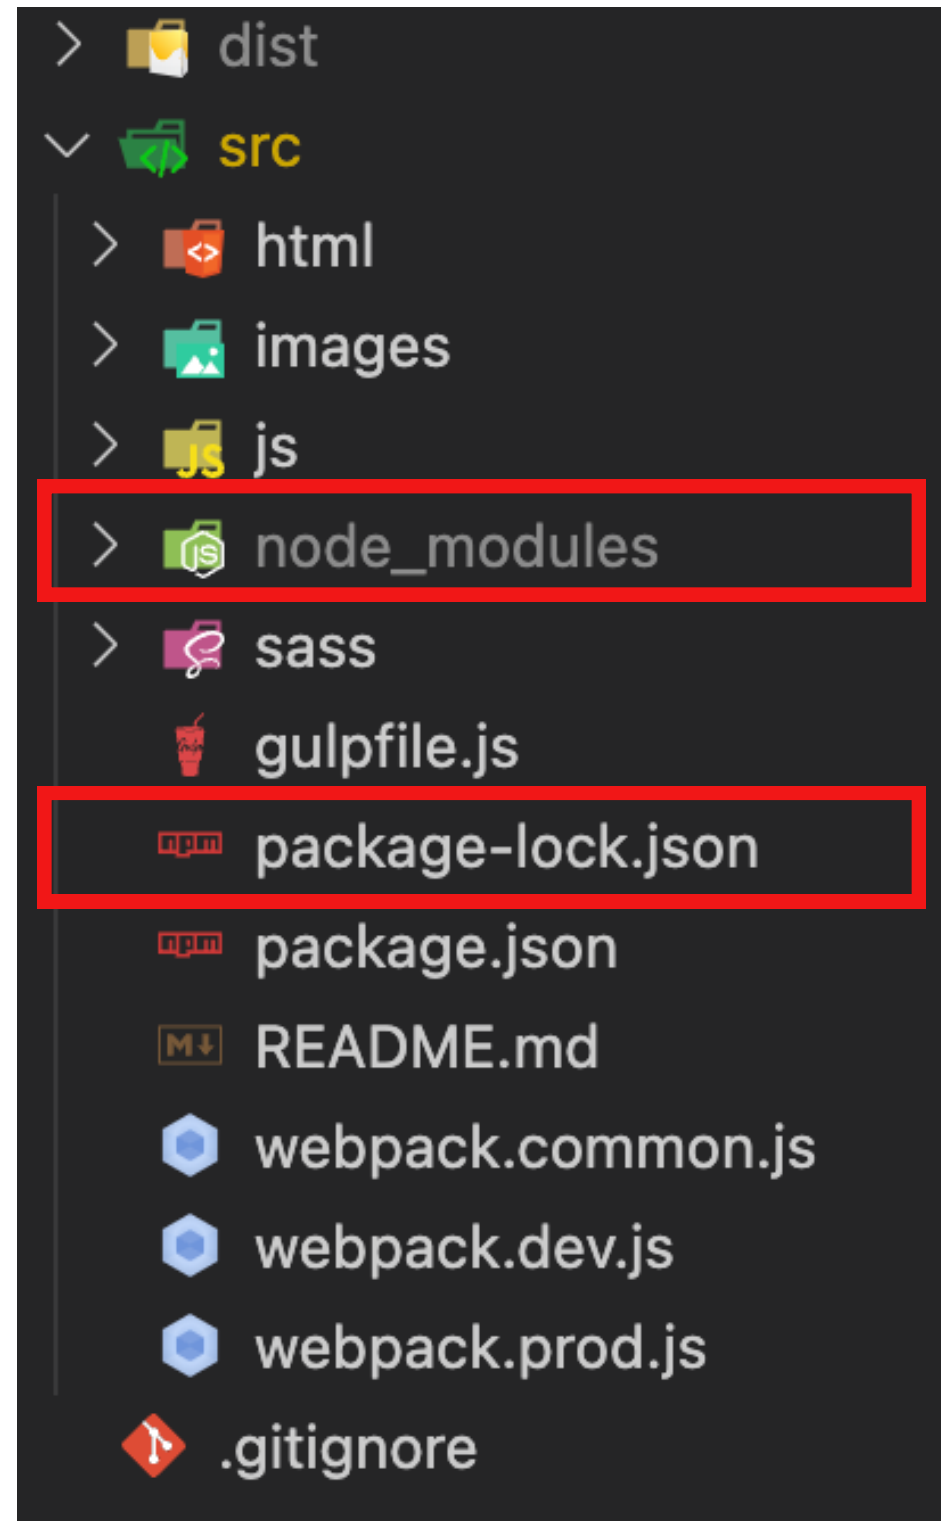 dist
src
html
images
js
node_modules
sass
gulpfile.js
package-lock.json
package.json
README.md
webpack.common.js
webpack.dev.js
webpack.prod.js
.gitignore